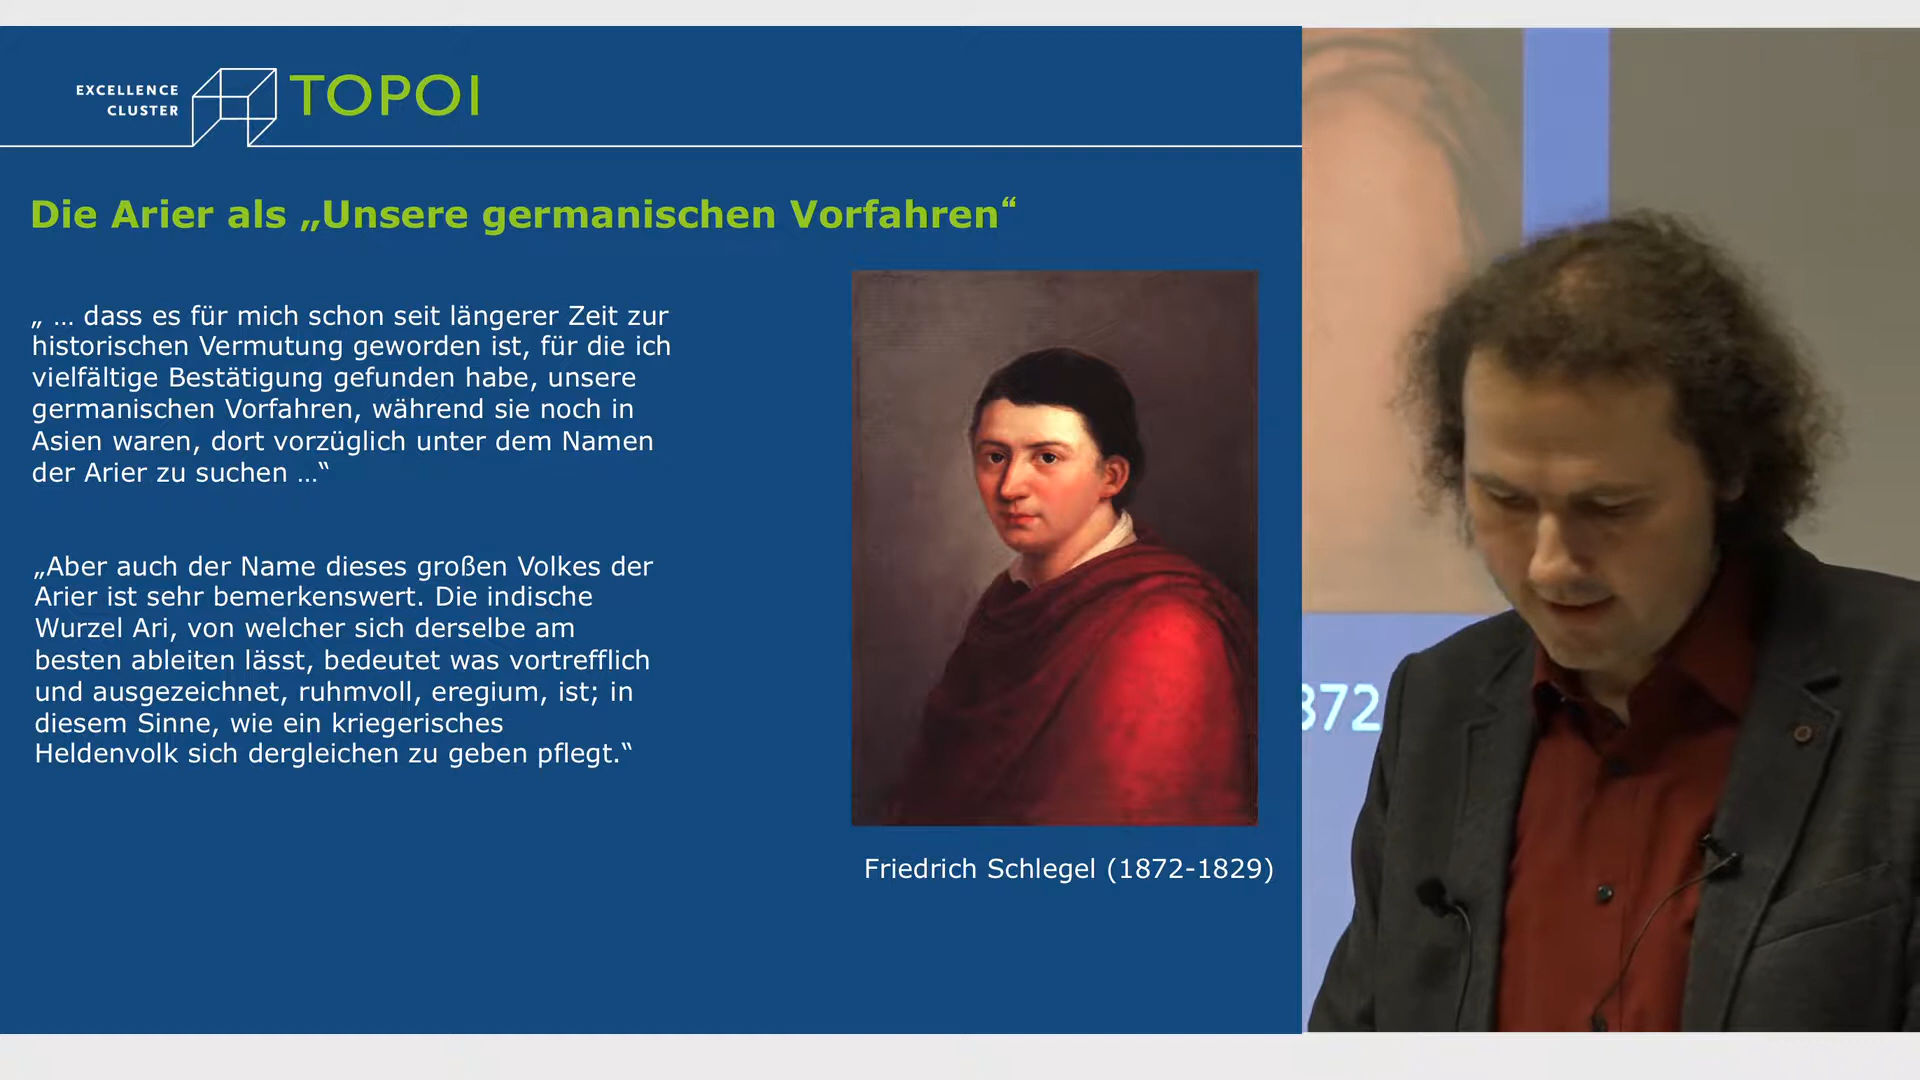 EXCELLENCE
CLUSTER
TOPOI
Die Arier als „Unsere germanischen Vorfahren“
„ … dass es für mich schon seit längerer Zeit zur
historischen Vermutung geworden ist, für die ich
vielfältige Bestätigung gefunden habe, unsere
germanischen Vorfahren, während sie noch in
Asien waren, dort vorzüglich unter dem Namen
der Arier zu suchen …“
„Aber auch der Name dieses großen Volkes der
Arier ist sehr bemerkenswert. Die indische
Wurzel Ari, von welcher sich derselbe am
besten ableiten lässt, bedeutet was vortrefflich
und ausgezeichnet, ruhmvoll, eregium, ist; in
diesem Sinne, wie ein kriegerisches
Heldenvolk sich dergleichen zu geben pflegt.“
Friedrich Schlegel (1872-1829)
872